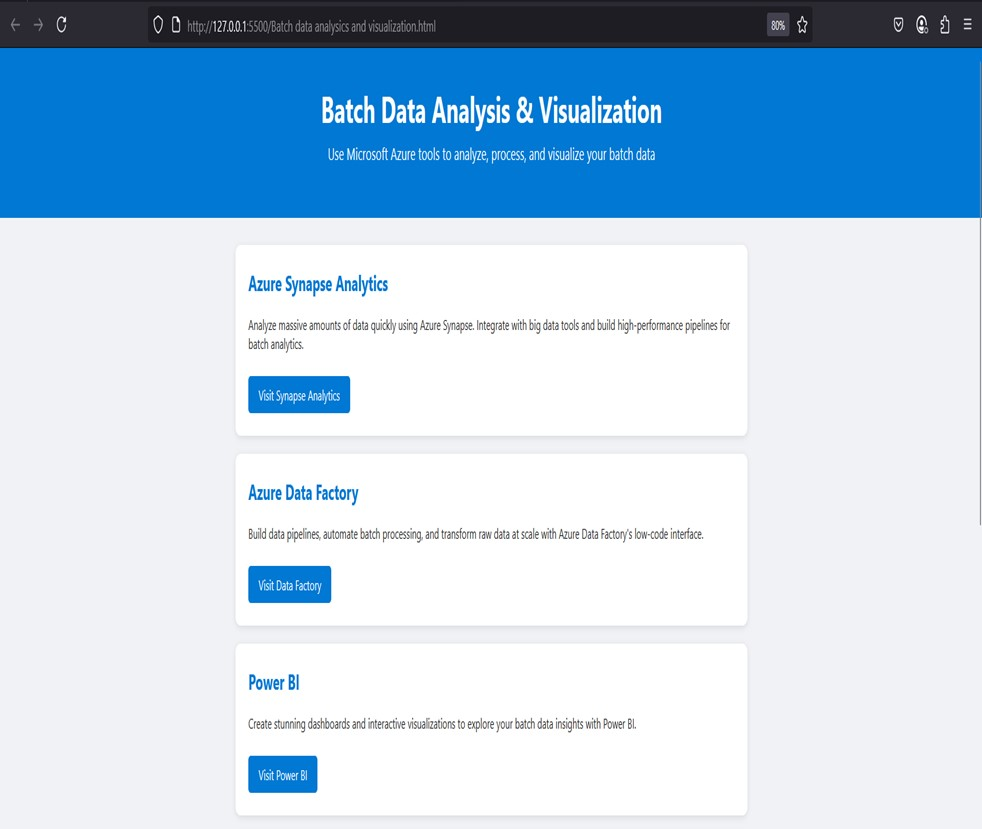 http://127.0.0.1:5500/Batch data analysics and visualization.html
80%
Batch Data Analysis & Visualization
Use Microsoft Azure tools to analyze, process, and visualize your batch data
Azure Synapse Analytics
Analyze massive amounts of data quickly using Azure Synapse. Integrate with big data tools and build high-performance pipelines for
batch analytics.
Visit Synapse Analytics
Azure Data Factory
Build data pipelines, automate batch processing, and transform raw data at scale with Azure Data Factory's low-code interface.
Visit Data Factory
Power BI
Create stunning dashboards and interactive visualizations to explore your batch data insights with Power BI.
Visit Power BI